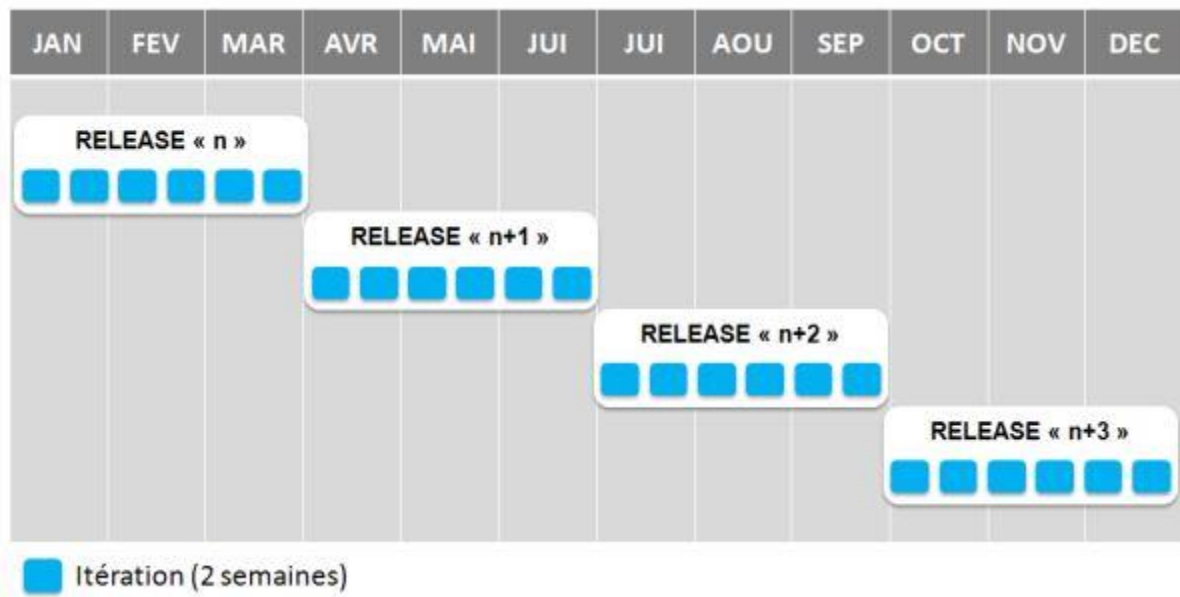 JAN FEV MAR AVR MAI JUI JUI AOU SEP OCT NOV DEC
RELEASE « n »
RELEASE « n+1 »
RELEASE « n+2 »
RELEASE « n+3 »
Itération (2 semaines)